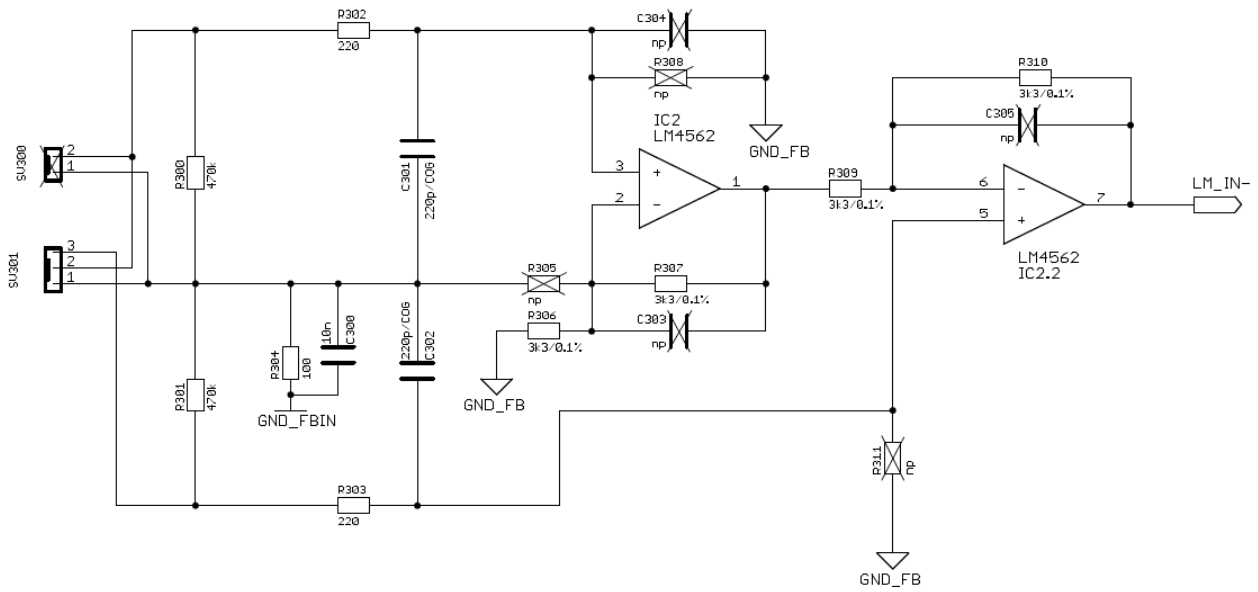 R302
220
C304
np
R308
np
IC2
LM4562
GND_FB
R310
3k3/0.1%
C305
np
SV300
2
1
R300
470k
C301
220p/COG
3
+
2
-
1
R309
3k3/0.1%
6
-
5
+
7
LM_IN-
LM4562
IC2.2
SV301
3
2
1
R305
np
R307
3k3/0.1%
R306
3k3/0.1%
C303
np
GND_FB
10n
C300
R304
100
GND_FBIN
220p/COG
C302
R301
470k
R303
220
R311
np
GND_FB